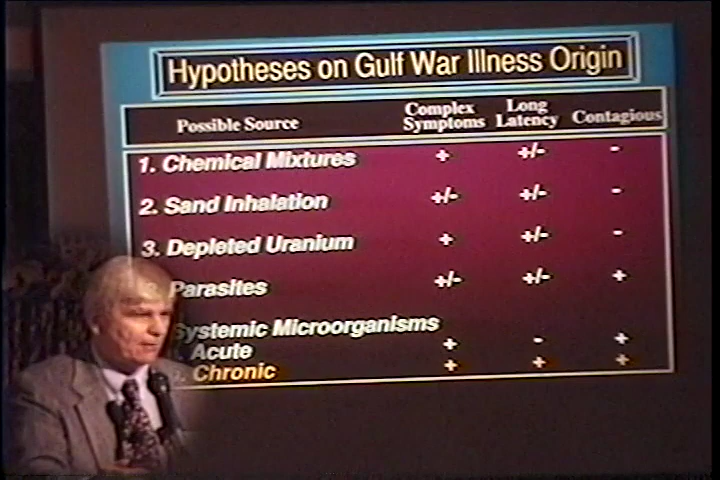 Hypotheses on Gulf War Illness Origin
Possible Source Complex Symptoms Long Latency Contagious
1. Chemical Mixtures + +/- -
2. Sand Inhalation +/- +/- -
3. Depleted Uranium + +/- -
Parasites +/- +/- +
ystemic Microorganisms
Acute + - +
. Chronic + + +